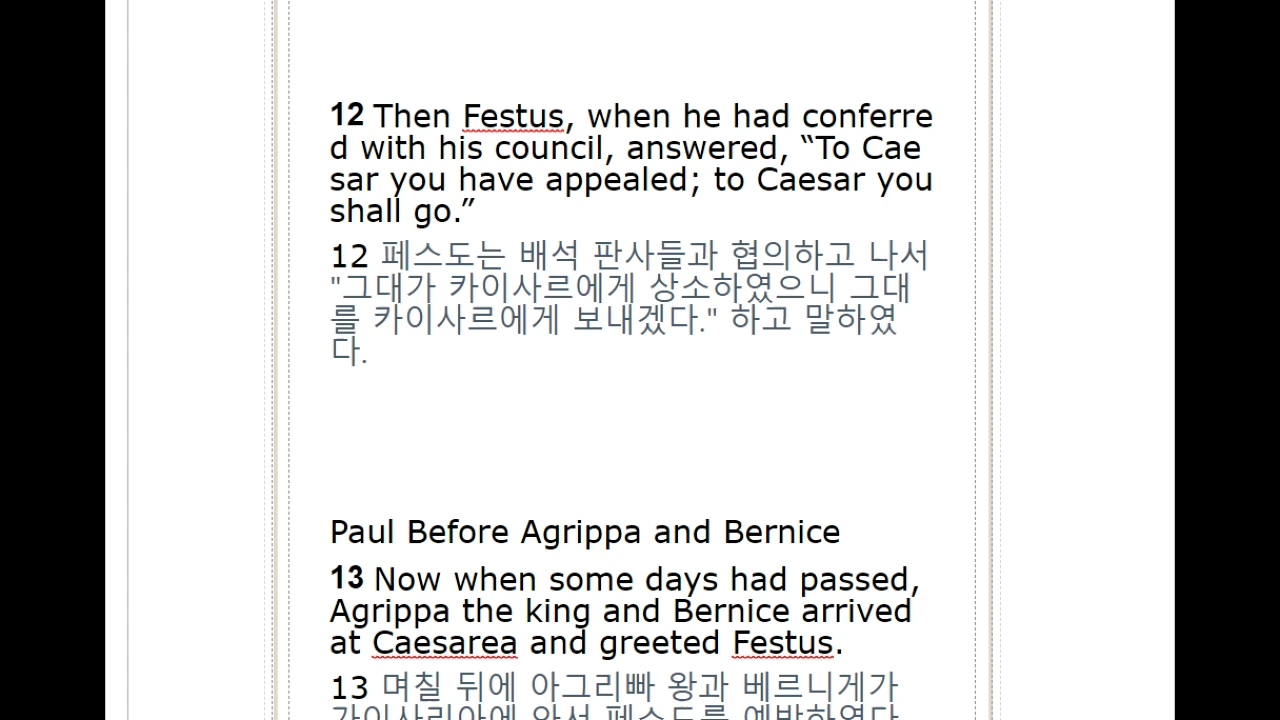 12 Then Festus, when he had conferre
d with his council, answered, “To Cae
sar you have appealed; to Caesar you
shall go.”
12 페스도는 배석 판사들과 협의하고 나서
"그대가 카이사르에게 상소하였으니 그대
를 카이사르에게 보내겠다." 하고 말하였
다.
Paul Before Agrippa and Bernice
13 Now when some days had passed,
Agrippa the king and Bernice arrived
at Caesarea and greeted Festus.
13 며칠 뒤에 아그리빠 왕과 베르니게가